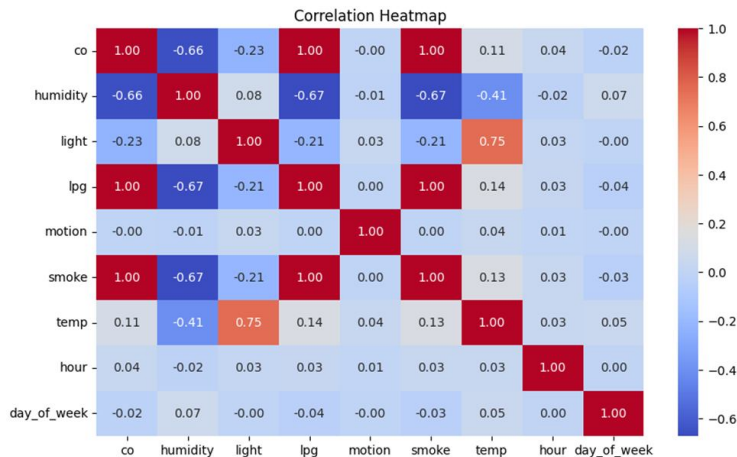 Correlation Heatmap
co 1.00 -0.66 -0.23 1.00 -0.00 1.00 0.11 0.04 -0.02
humidity -0.66 1.00 0.08 -0.67 -0.01 -0.67 -0.41 -0.02 0.07
light -0.23 0.08 1.00 -0.21 0.03 -0.21 0.75 0.03 -0.00
lpg 1.00 -0.67 -0.21 1.00 0.00 1.00 0.14 0.03 -0.04
motion -0.00 -0.01 0.03 0.00 1.00 0.00 0.04 0.01 -0.00
smoke 1.00 -0.67 -0.21 1.00 0.00 1.00 0.13 0.03 -0.03
temp 0.11 -0.41 0.75 0.14 0.04 0.13 1.00 0.03 0.05
hour 0.04 -0.02 0.03 0.03 0.01 0.03 0.03 1.00 0.00
day_of_week -0.02 0.07 -0.00 -0.04 -0.00 -0.03 0.05 0.00 1.00
co humidity light lpg motion smoke temp hour day_of_week
1.0
0.8
0.6
0.4
0.2
0.0
−0.2
−0.4
−0.6